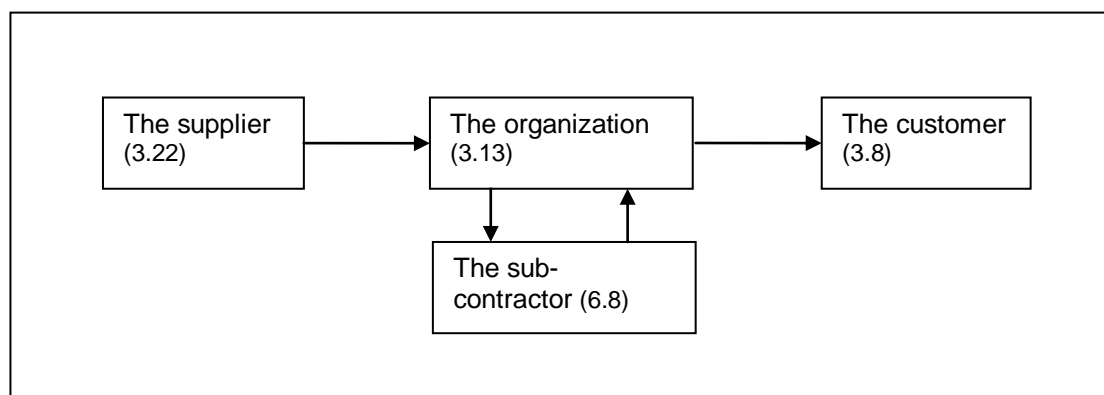 The supplier
(3.22)
The organization
(3.13)
The customer
(3.8)
The sub-
contractor (6.8)